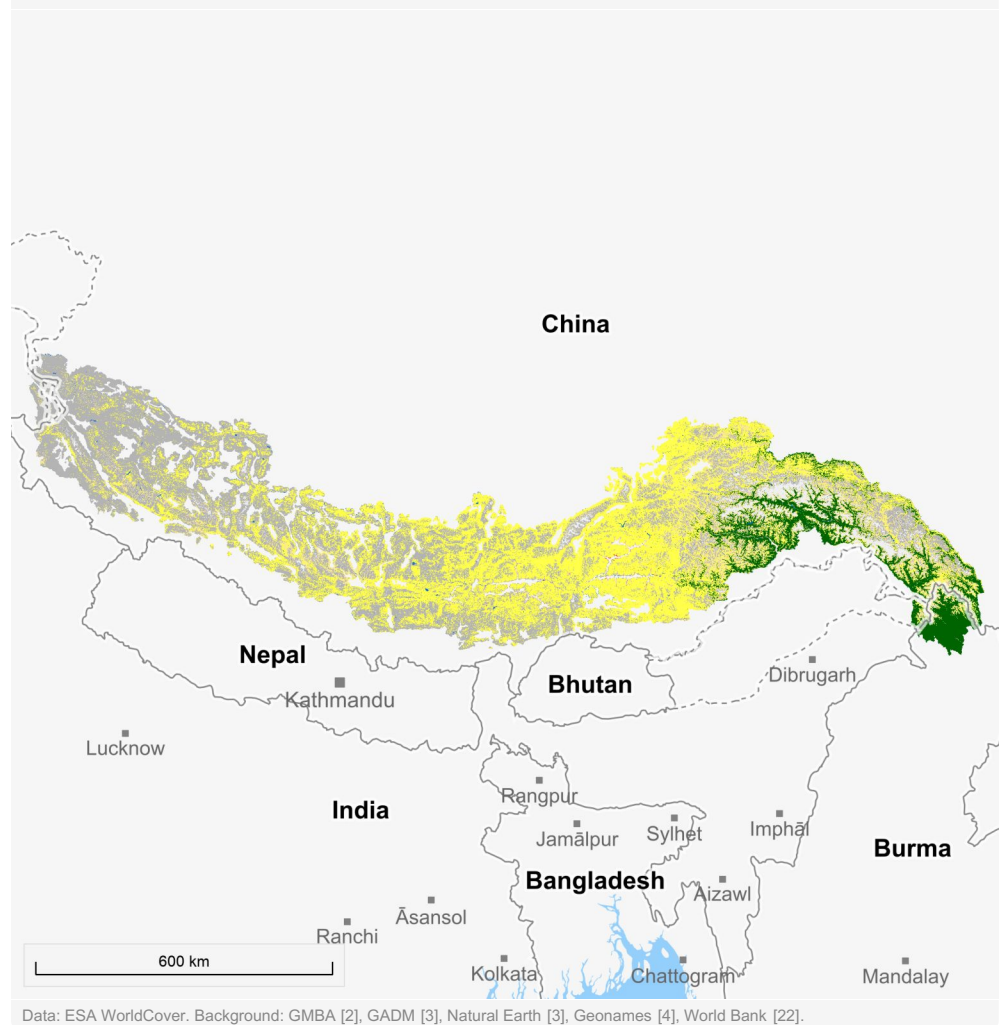 China
Nepal
Kathmandu
Bhutan
Dibrugarh
Lucknow
Rangpur
India
Jamālpur
Sylhet
Imphāl
Burma
Bangladesh
Aizawl
Āsansol
Ranchi
600 km
Kolkata
Chattogram
Mandalay
Data: ESA WorldCover. Background: GMBA [2], GADM [3], Natural Earth [3], Geonames [4], World Bank [22].